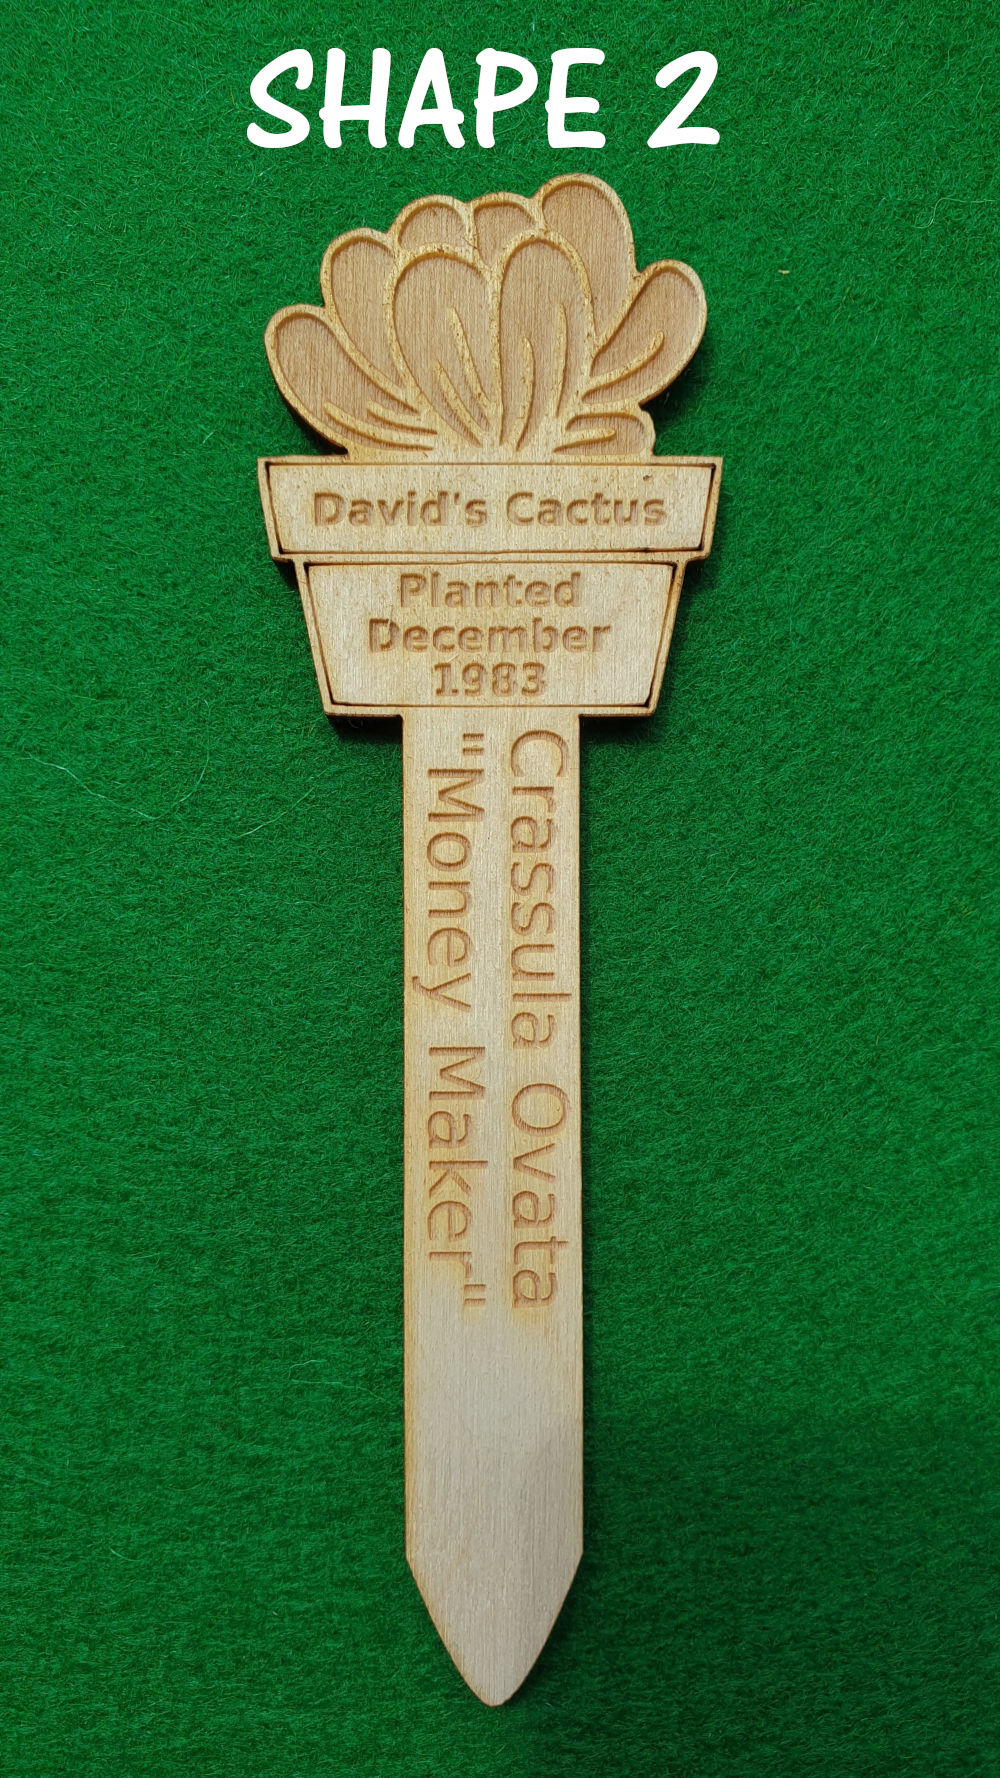 SHAPE 2
David's Cactus
Planted
December
1983
Crassula Ovata
"Money Maker"